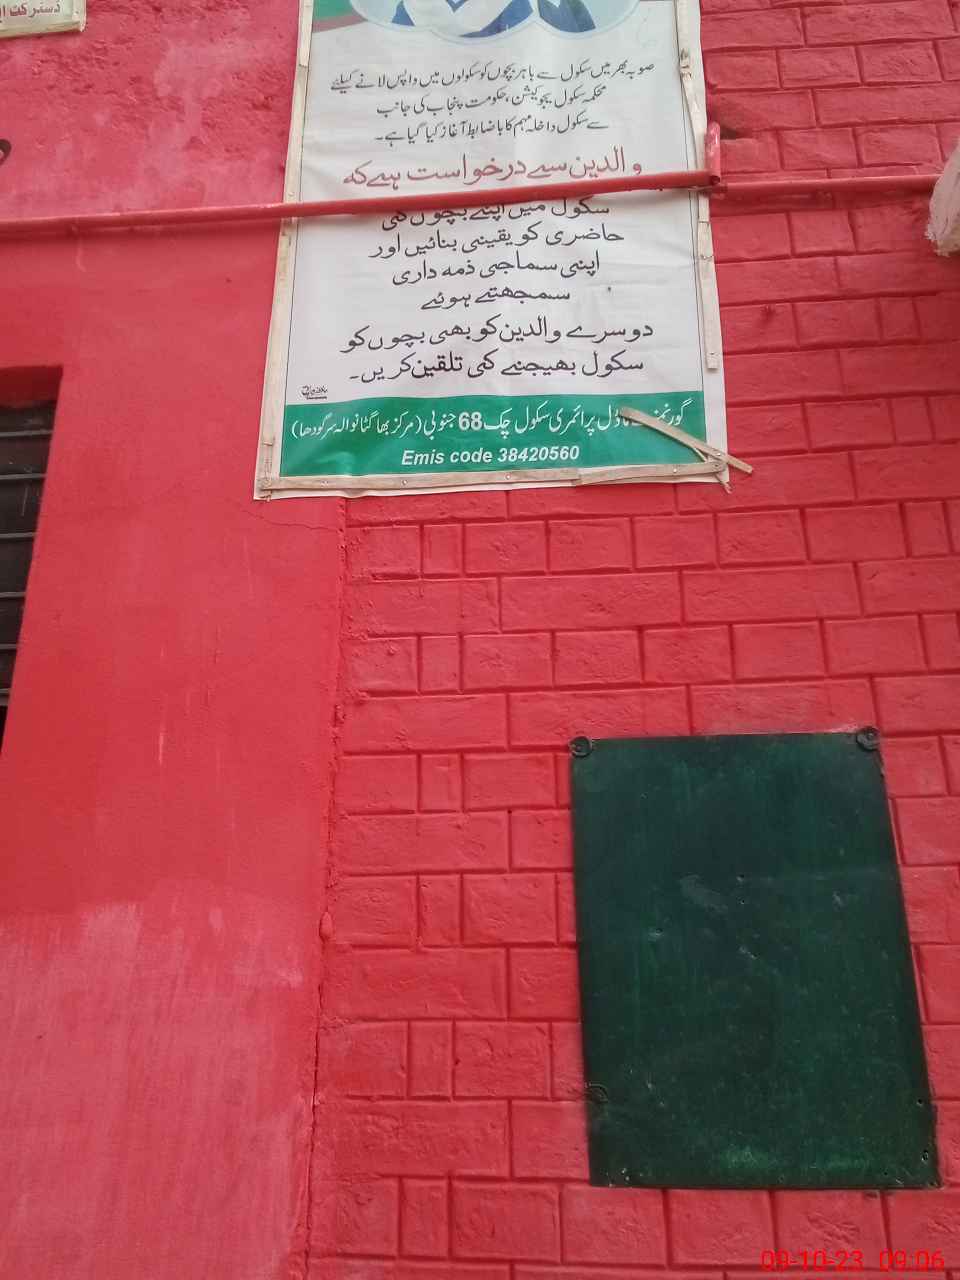 دسترکت
صوبہ بھر میں سکول سے باہر بچوں کو سکولوں میں واپس لانے کیلئے
محکمہ سکول ایجوکیشن، حکومت پنجاب کی جانب
سے سکول داخلہ مہم کا باضابطہ آغاز کیا گیا ہے۔
والدین سے درخواست ہے کہ
سکول میں اپنے بچوں کی
حاضری کو یقینی بنائیں اور
اپنی سماجی ذمہ داری
سمجھتے ہوئے
دوسرے والدین کو بھی بچوں کو
سکول بھیجنے کی تلقین کریں۔
گورنمنٹ ماڈل پرائمری سکول چک 68 جنوبی (مرکز بھاگٹانوالہ سرگودھا)
Emis code 38420560
09-10-23 09:06